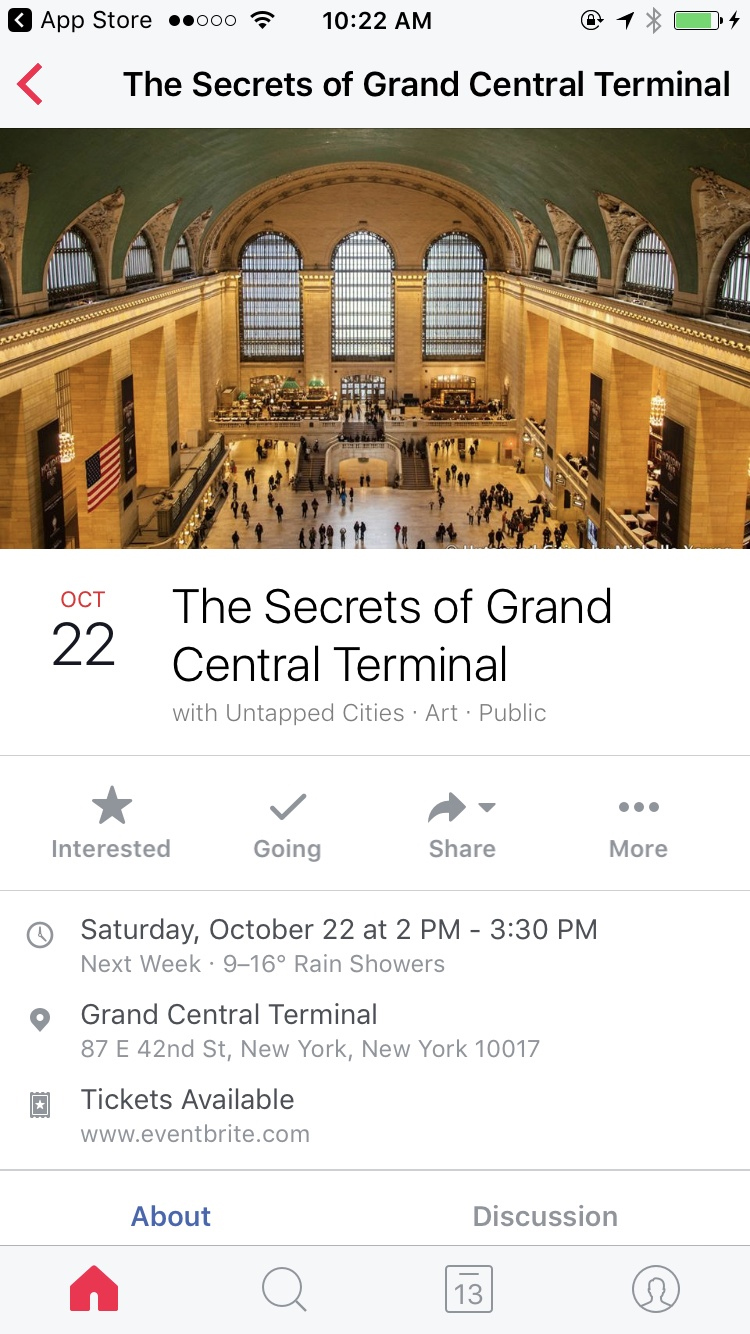 App Store 10:22 AM
The Secrets of Grand Central Terminal
OCT
22
The Secrets of Grand
Central Terminal
with Untapped Cities · Art · Public
Interested Going Share More
Saturday, October 22 at 2 PM - 3:30 PM
Next Week · 9–16° Rain Showers
Grand Central Terminal
87 E 42nd St, New York, New York 10017
Tickets Available
www.eventbrite.com
About Discussion
13